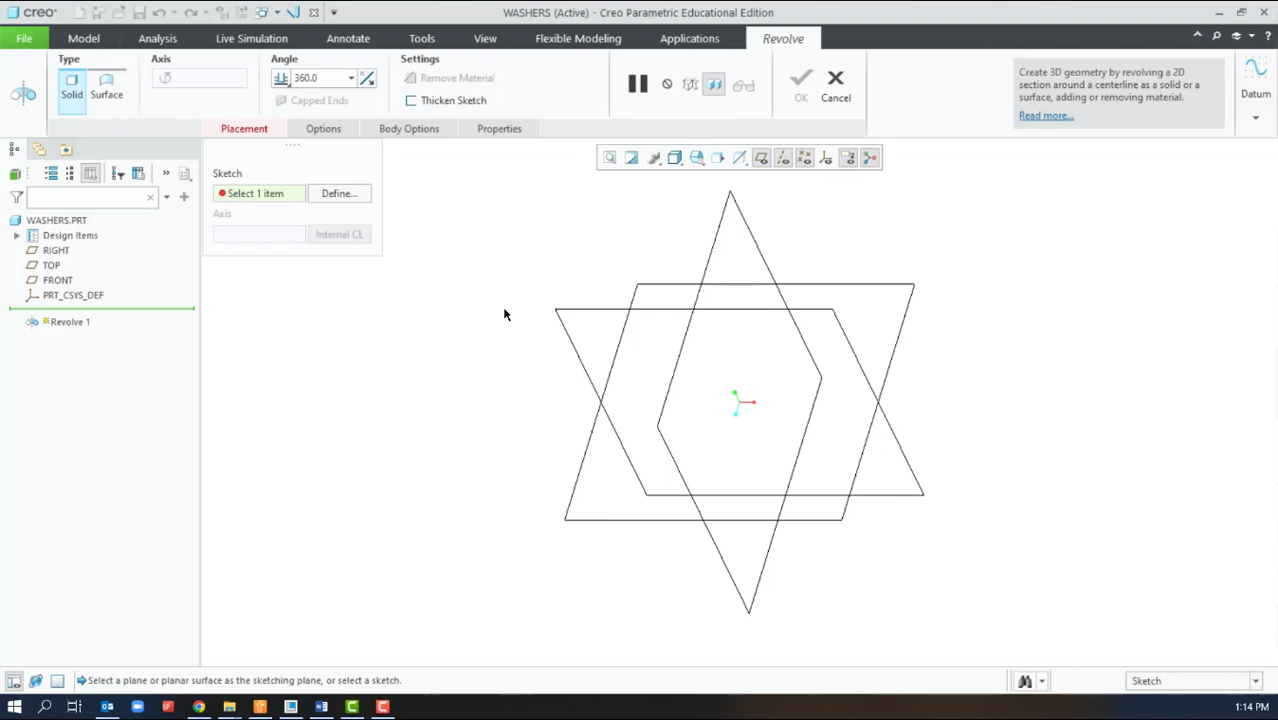 creo°
WASHERS (Active) - Creo Parametric Educational Edition
File
Model
Analysis
Live Simulation
Annotate
Tools
View
Flexible Modeling
Applications
Revolve
Type
Axis
Angle
Settings
Solid
Surface
360.0
Capped Ends
Remove Material
Thicken Sketch
OK
Cancel
Create 3D geometry by revolving a 2D
section around a centerline as a solid or a
surface, adding or removing material.
Read more...
Datum
Placement
Options
Body Options
Properties
Sketch
Select 1 item
Define...
Axis
Internal CL
WASHERS.PRT
Design Items
RIGHT
TOP
FRONT
PRT_CSYS_DEF
Revolve 1
Select a plane or planar surface as the sketching plane, or select a sketch.
Sketch
1:14 PM